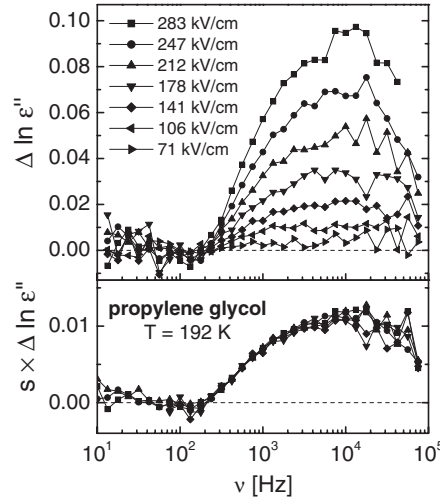 283 kV/cm
247 kV/cm
212 kV/cm
178 kV/cm
141 kV/cm
106 kV/cm
71 kV/cm
Δ ln ε"
0.10
0.08
0.06
0.04
0.02
0.00
propylene glycol
T = 192 K
s × Δ ln ε"
0.01
0.00
10¹ 10² 10³ 10⁴ 10⁵
ν [Hz]